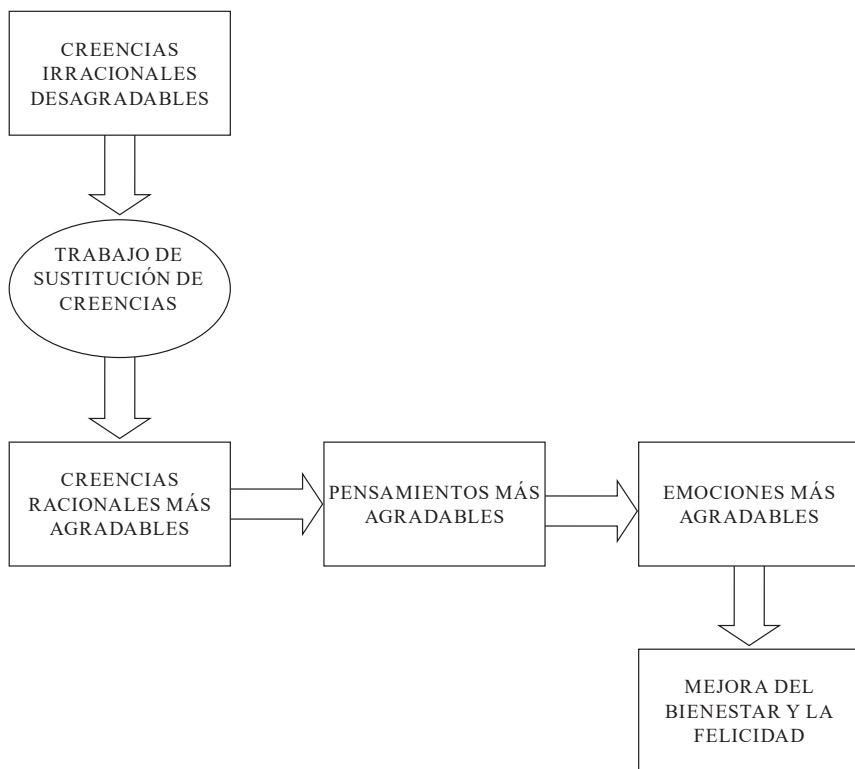 CREENCIAS
IRRACIONALES
DESAGRADABLES
TRABAJO DE
SUSTITUCIÓN DE
CREENCIAS
CREENCIAS
RACIONALES MÁS
AGRADABLES
PENSAMIENTOS MÁS
AGRADABLES
EMOCIONES MÁS
AGRADABLES
MEJORA DEL
BIENESTAR Y LA
FELICIDAD